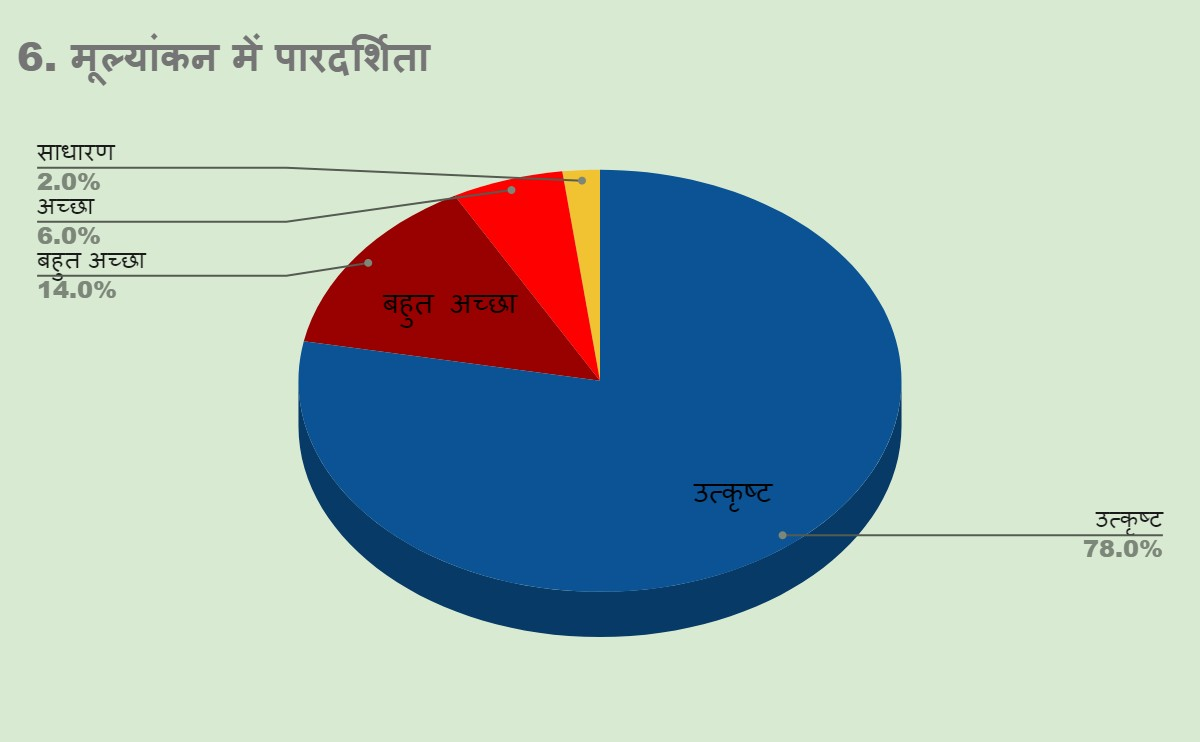 6. मूल्यांकन में पारदर्शिता
साधारण
2.0%
अच्छा
6.0%
बहुत अच्छा
14.0%
बहुत अच्छा
उत्कृष्ट
उत्कृष्ट
78.0%